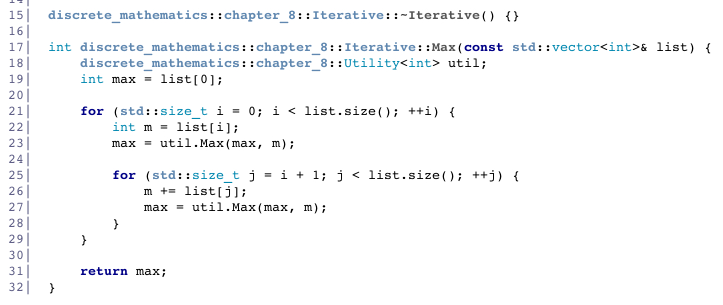 15| discrete_mathematics::chapter_8::Iterative::~Iterative() {}
16|
17| int discrete_mathematics::chapter_8::Iterative::Max(const std::vector<int>& list) {
18|     discrete_mathematics::chapter_8::Utility<int> util;
19|     int max = list[0];
20|
21|     for (std::size_t i = 0; i < list.size(); ++i) {
22|         int m = list[i];
23|         max = util.Max(max, m);
24|
25|         for (std::size_t j = i + 1; j < list.size(); ++j) {
26|             m += list[j];
27|             max = util.Max(max, m);
28|         }
29|     }
30|
31|     return max;
32| }